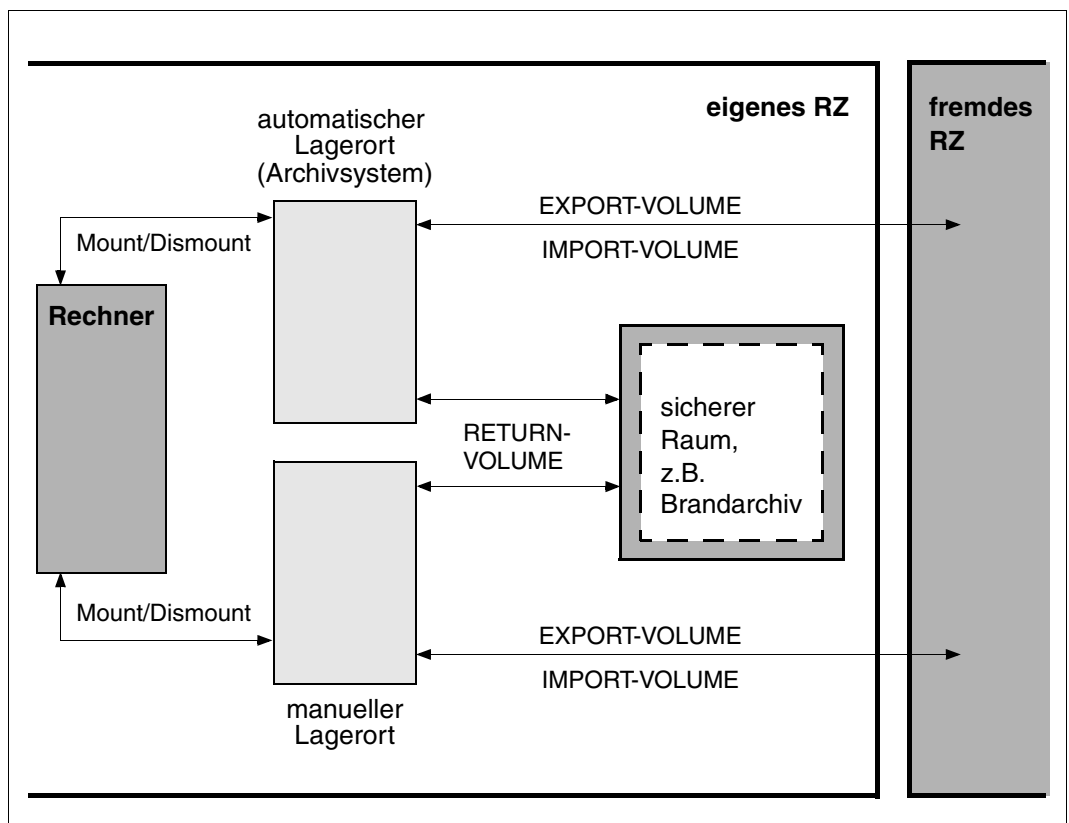 eigenes RZ
fremdes
RZ
automatischer
Lagerort
(Archivsystem)
EXPORT-VOLUME
IMPORT-VOLUME
Mount/Dismount
Rechner
sicherer
Raum,
z.B.
Brandarchiv
RETURN-
VOLUME
Mount/Dismount
EXPORT-VOLUME
IMPORT-VOLUME
manueller
Lagerort